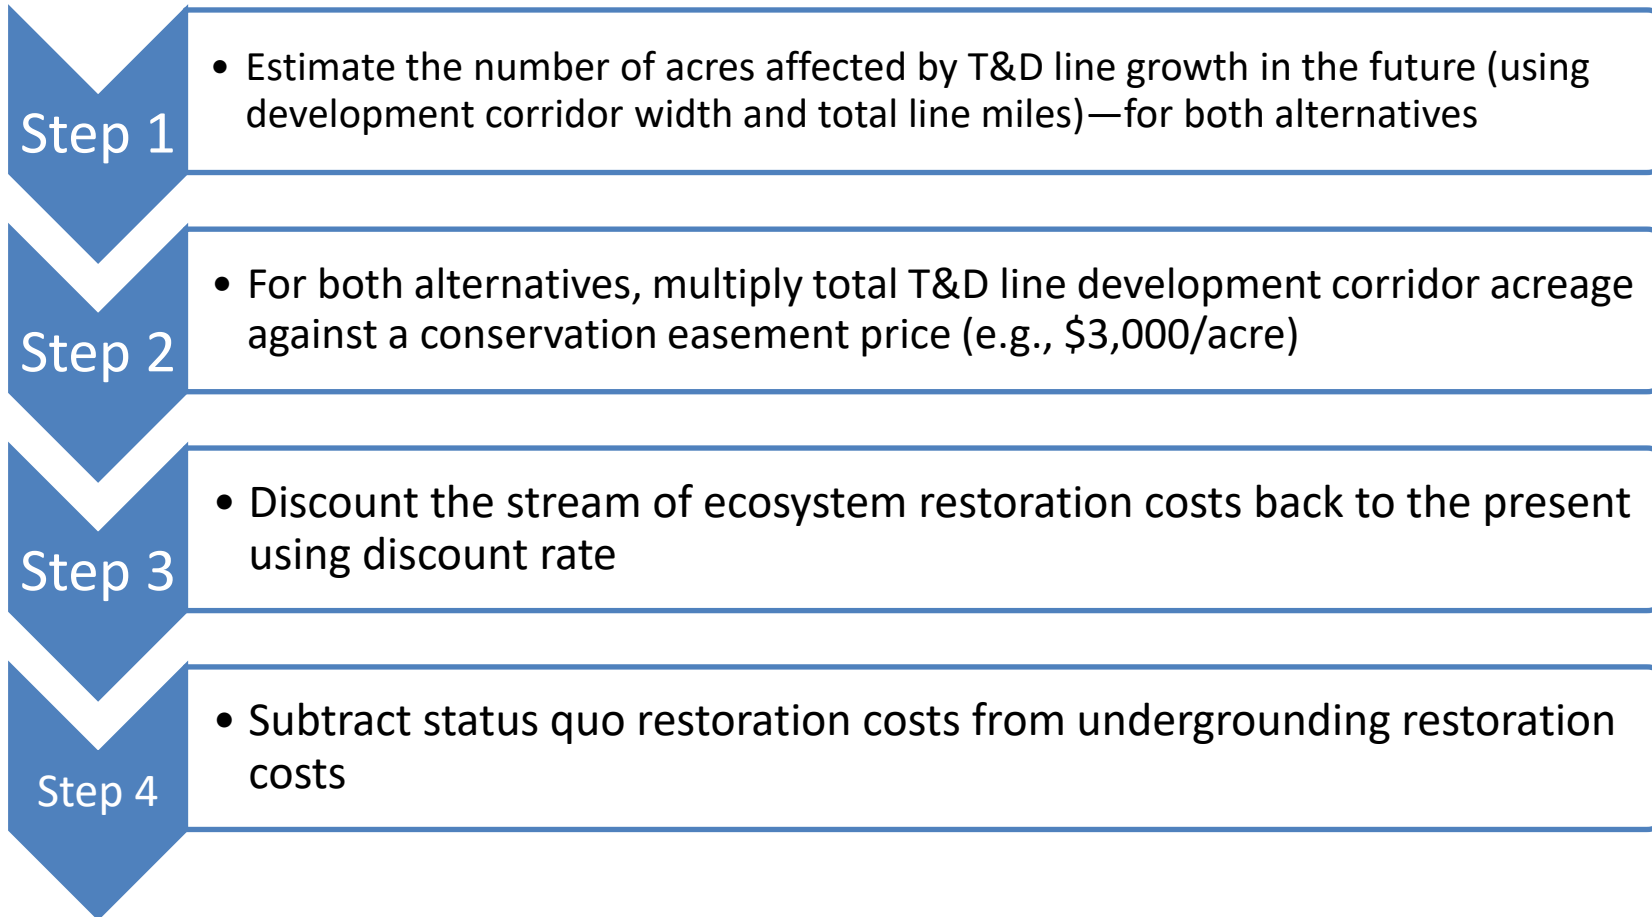 Step 1
• Estimate the number of acres affected by T&D line growth in the future (using
development corridor width and total line miles)—for both alternatives
Step 2
• For both alternatives, multiply total T&D line development corridor acreage
against a conservation easement price (e.g., $3,000/acre)
Step 3
• Discount the stream of ecosystem restoration costs back to the present
using discount rate
Step 4
• Subtract status quo restoration costs from undergrounding restoration
costs